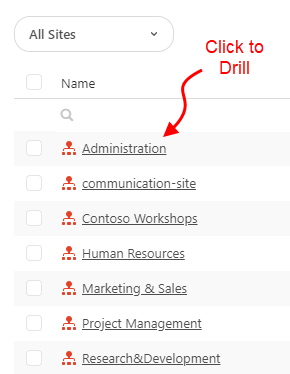 All Sites
Click to
Drill
Name
Administration
communication-site
Contoso Workshops
Human Resources
Marketing & Sales
Project Management
Research&Development